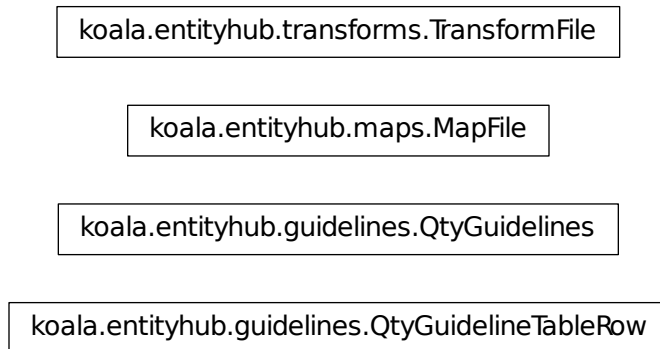 koala.entityhub.transforms.TransformFile
koala.entityhub.maps.MapFile
koala.entityhub.guidelines.QtyGuidelines
koala.entityhub.guidelines.QtyGuidelineTableRow